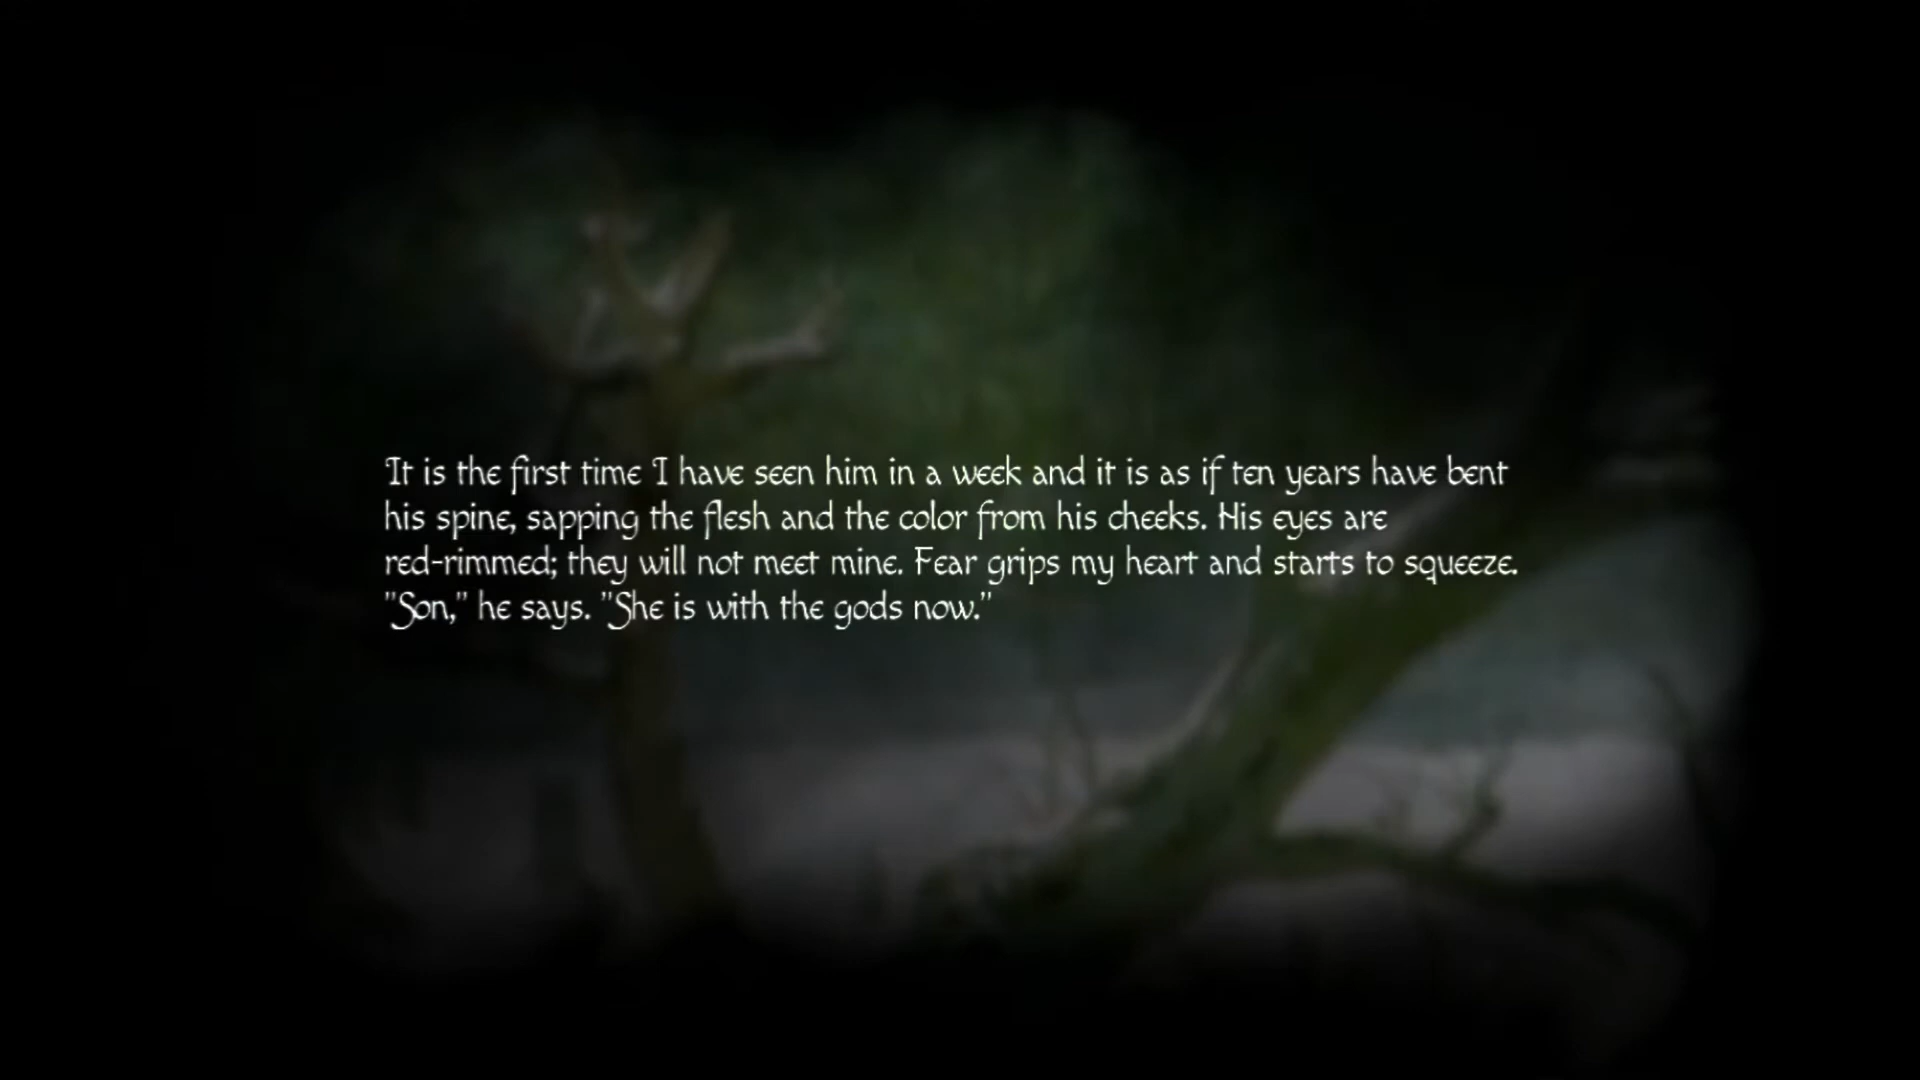 It is the first time I have seen him in a week and it is as if ten years have bent
his spine, sapping the flesh and the color from his cheeks. His eyes are
red-rimmed; they will not meet mine. Fear grips my heart and starts to squeeze.
"Son," he says. "She is with the gods now."